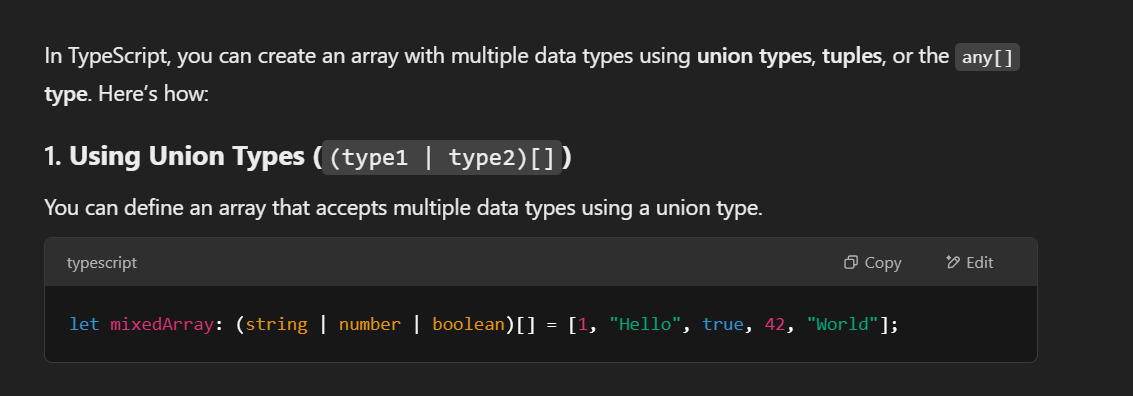 In TypeScript, you can create an array with multiple data types using union types, tuples, or the any[]
type. Here’s how:
1. Using Union Types ((type1 | type2)[])
You can define an array that accepts multiple data types using a union type.
typescript Copy Edit
let mixedArray: (string | number | boolean)[] = [1, "Hello", true, 42, "World"];